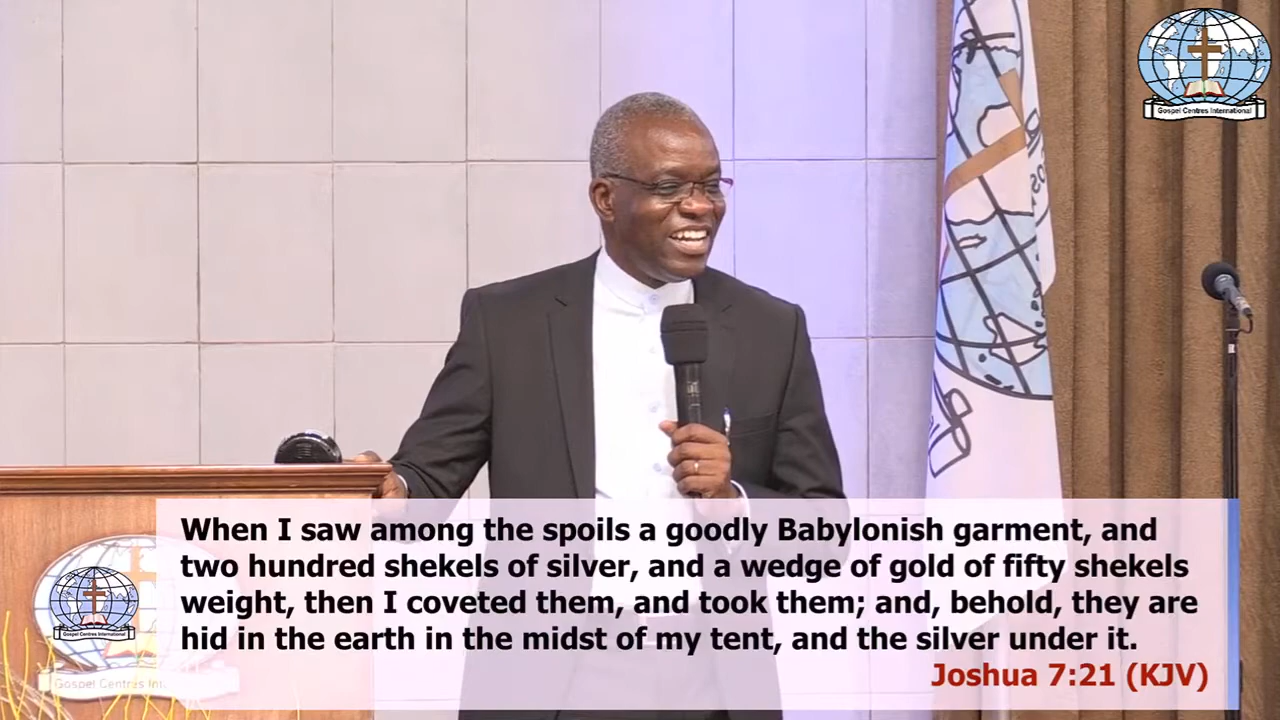 Gospel Centres International
When I saw among the spoils a goodly Babylonish garment, and
two hundred shekels of silver, and a wedge of gold of fifty shekels
weight, then I coveted them, and took them; and, behold, they are
hid in the earth in the midst of my tent, and the silver under it.
Joshua 7:21 (KJV)
Gospel Centres International
Gospel Centres